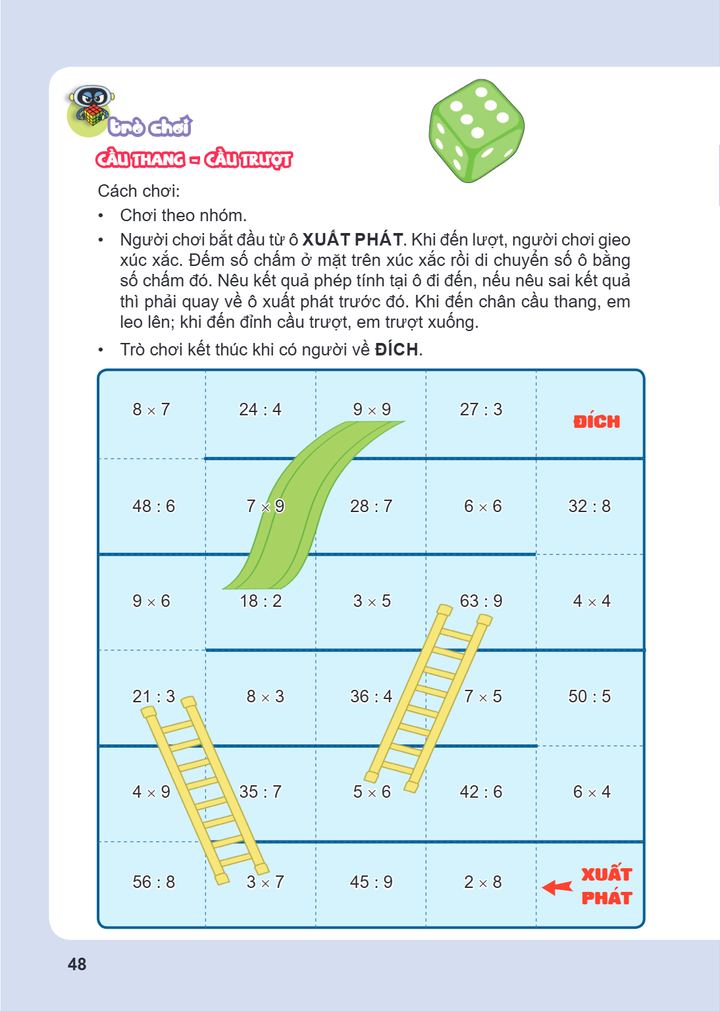 trò chơi
CẦU THANG - CẦU TRƯỢT
Cách chơi:
• Chơi theo nhóm.
• Người chơi bắt đầu từ ô XUẤT PHÁT. Khi đến lượt, người chơi gieo
xúc xắc. Đếm số chấm ở mặt trên xúc xắc rồi di chuyển số ô bằng
số chấm đó. Nêu kết quả phép tính tại ô đi đến, nếu nêu sai kết quả
thì phải quay về ô xuất phát trước đó. Khi đến chân cầu thang, em
leo lên; khi đến đỉnh cầu trượt, em trượt xuống.
• Trò chơi kết thúc khi có người về ĐÍCH.
8 × 7 24 : 4 9 × 9 27 : 3 ĐÍCH
48 : 6 7 × 9 28 : 7 6 × 6 32 : 8
9 × 6 18 : 2 3 × 5 63 : 9 4 × 4
21 : 3 8 × 3 36 : 4 7 × 5 50 : 5
4 × 9 35 : 7 5 × 6 42 : 6 6 × 4
56 : 8 3 × 7 45 : 9 2 × 8 XUẤT
PHÁT
48